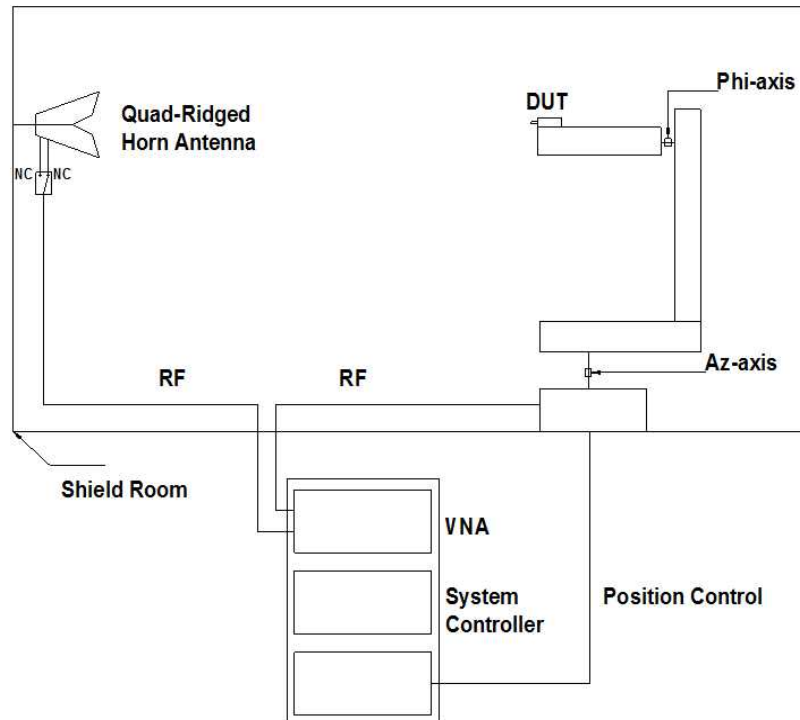 Phi-axis
DUT
Quad-Ridged
Horn Antenna
NC NC
Az-axis
RF
RF
Shield Room
VNA
System
Controller
Position Control